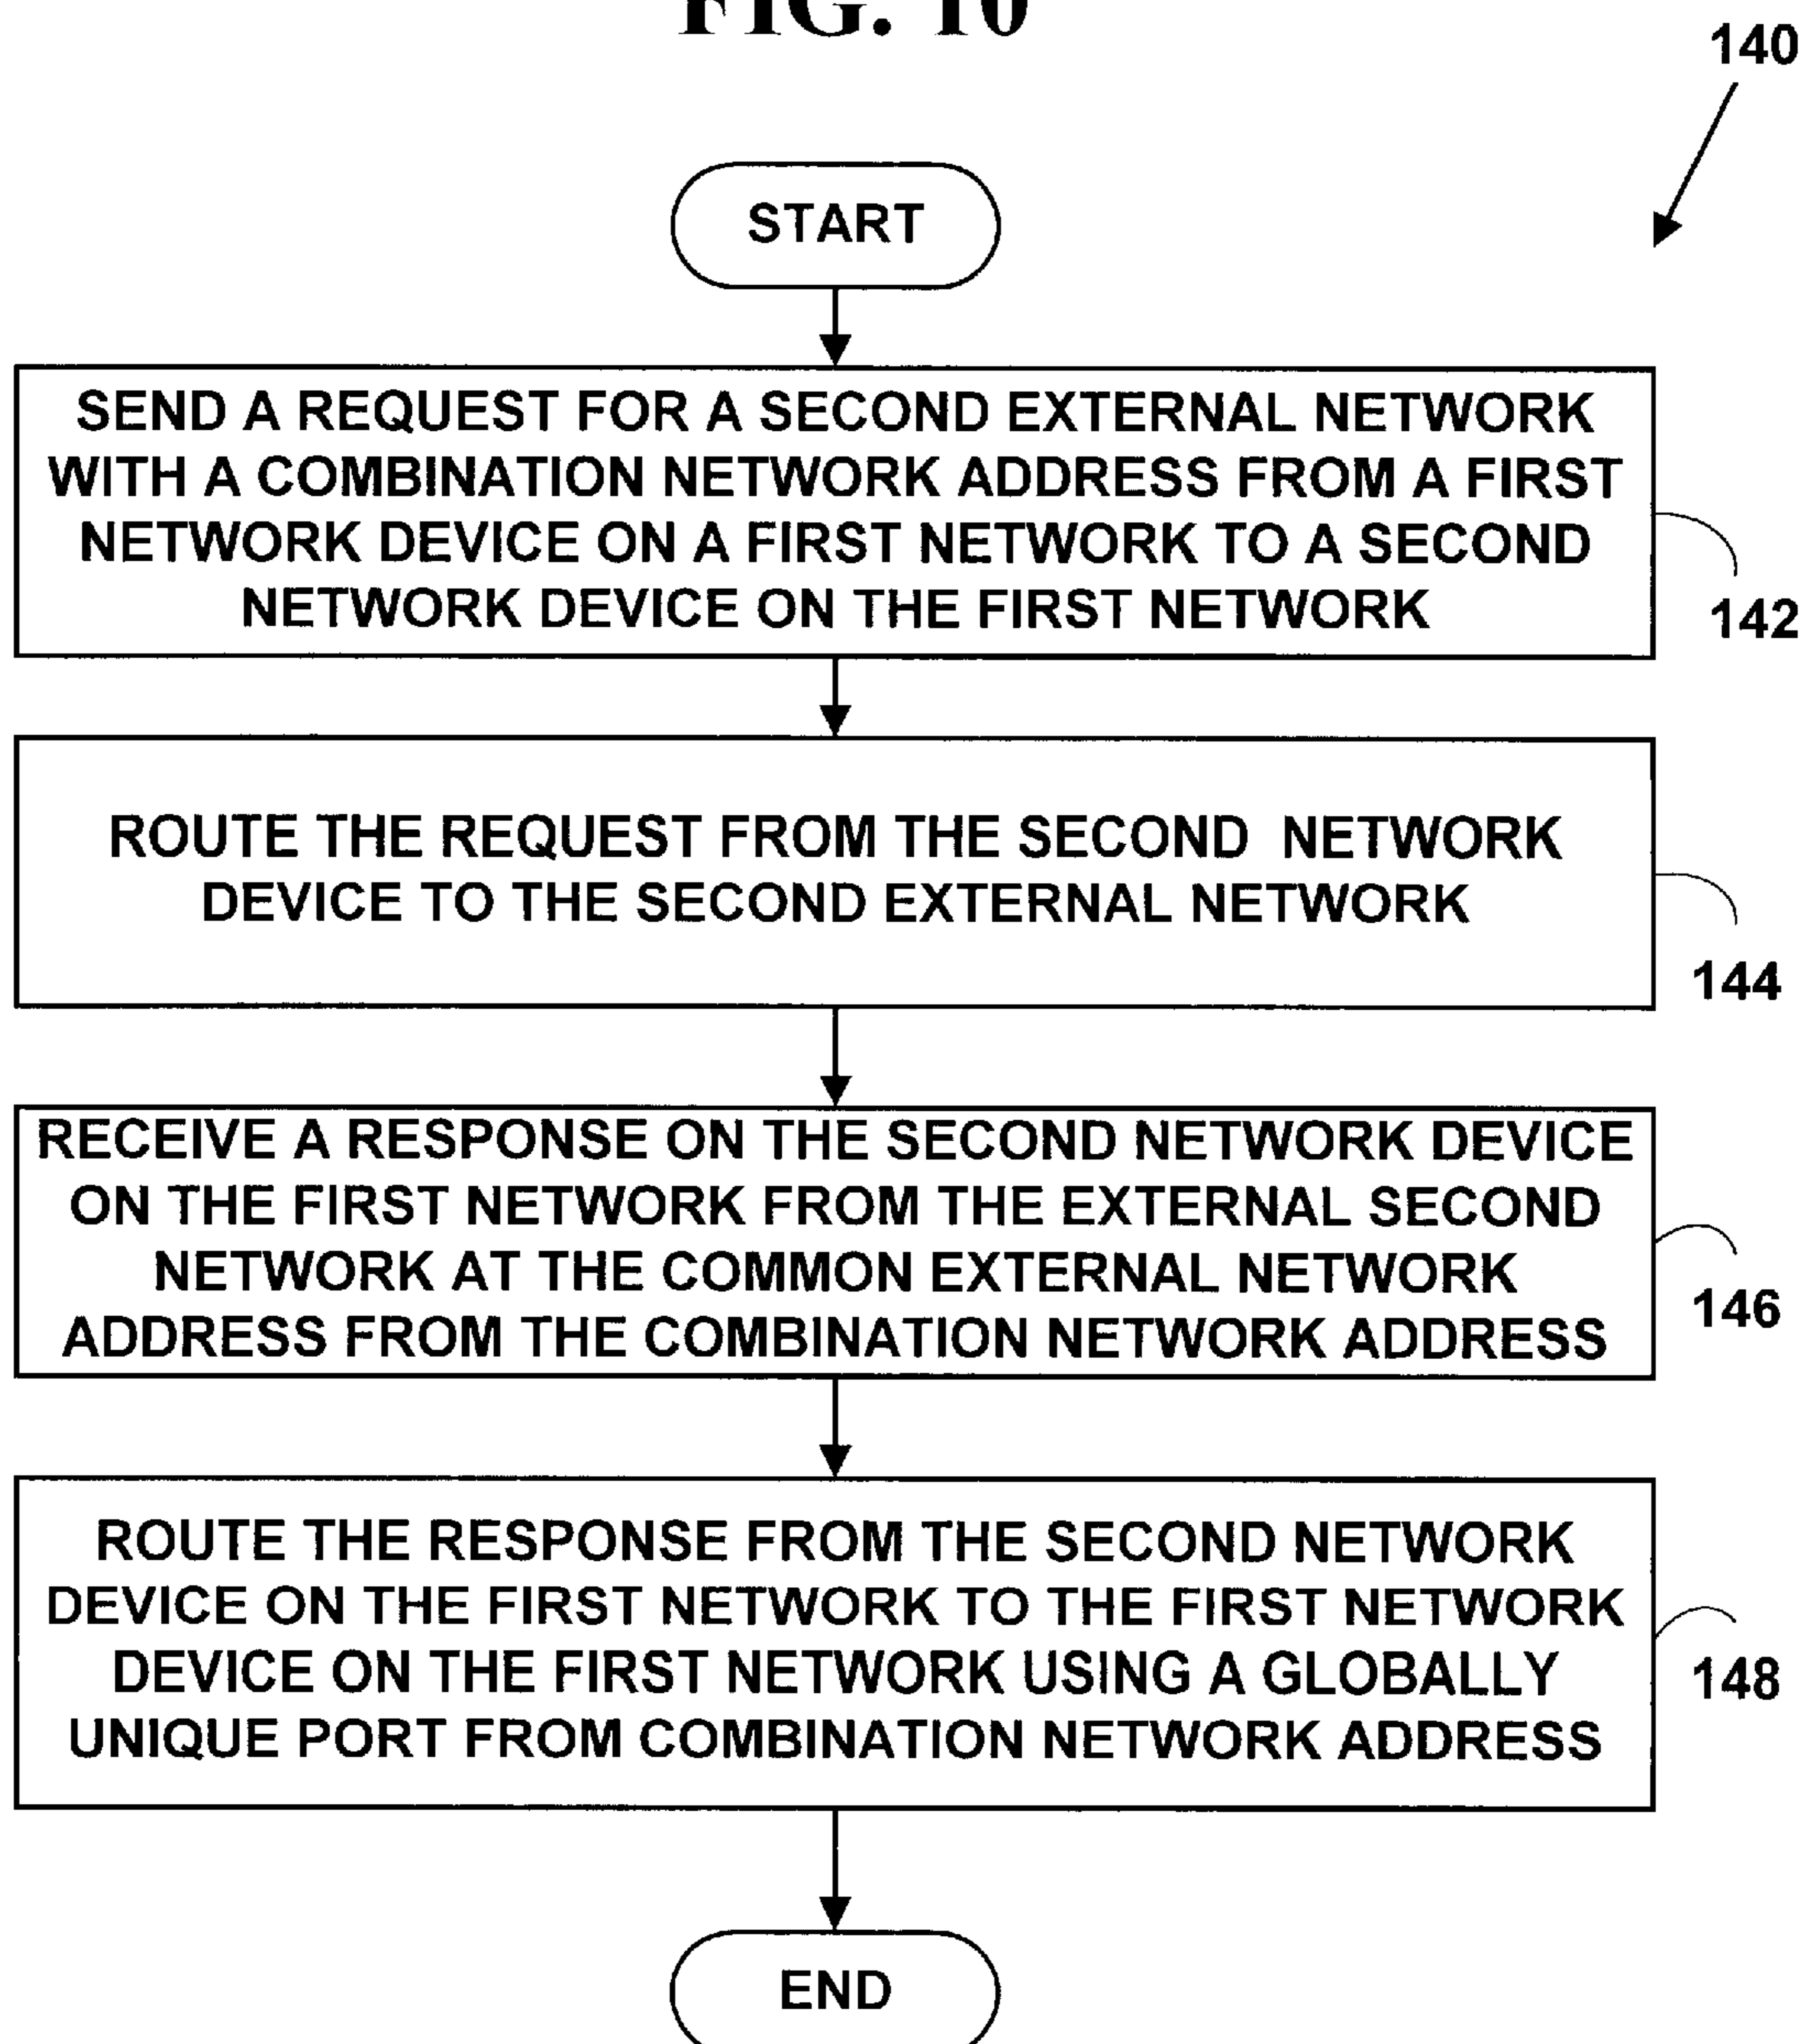 FIG. 10
140
START
SEND A REQUEST FOR A SECOND EXTERNAL NETWORK
WITH A COMBINATION NETWORK ADDRESS FROM A FIRST
NETWORK DEVICE ON A FIRST NETWORK TO A SECOND
NETWORK DEVICE ON THE FIRST NETWORK
142
ROUTE THE REQUEST FROM THE SECOND NETWORK
DEVICE TO THE SECOND EXTERNAL NETWORK
144
RECEIVE A RESPONSE ON THE SECOND NETWORK DEVICE
ON THE FIRST NETWORK FROM THE EXTERNAL SECOND
NETWORK AT THE COMMON EXTERNAL NETWORK
ADDRESS FROM THE COMBINATION NETWORK ADDRESS
146
ROUTE THE RESPONSE FROM THE SECOND NETWORK
DEVICE ON THE FIRST NETWORK TO THE FIRST NETWORK
DEVICE ON THE FIRST NETWORK USING A GLOBALLY
UNIQUE PORT FROM COMBINATION NETWORK ADDRESS
148
END